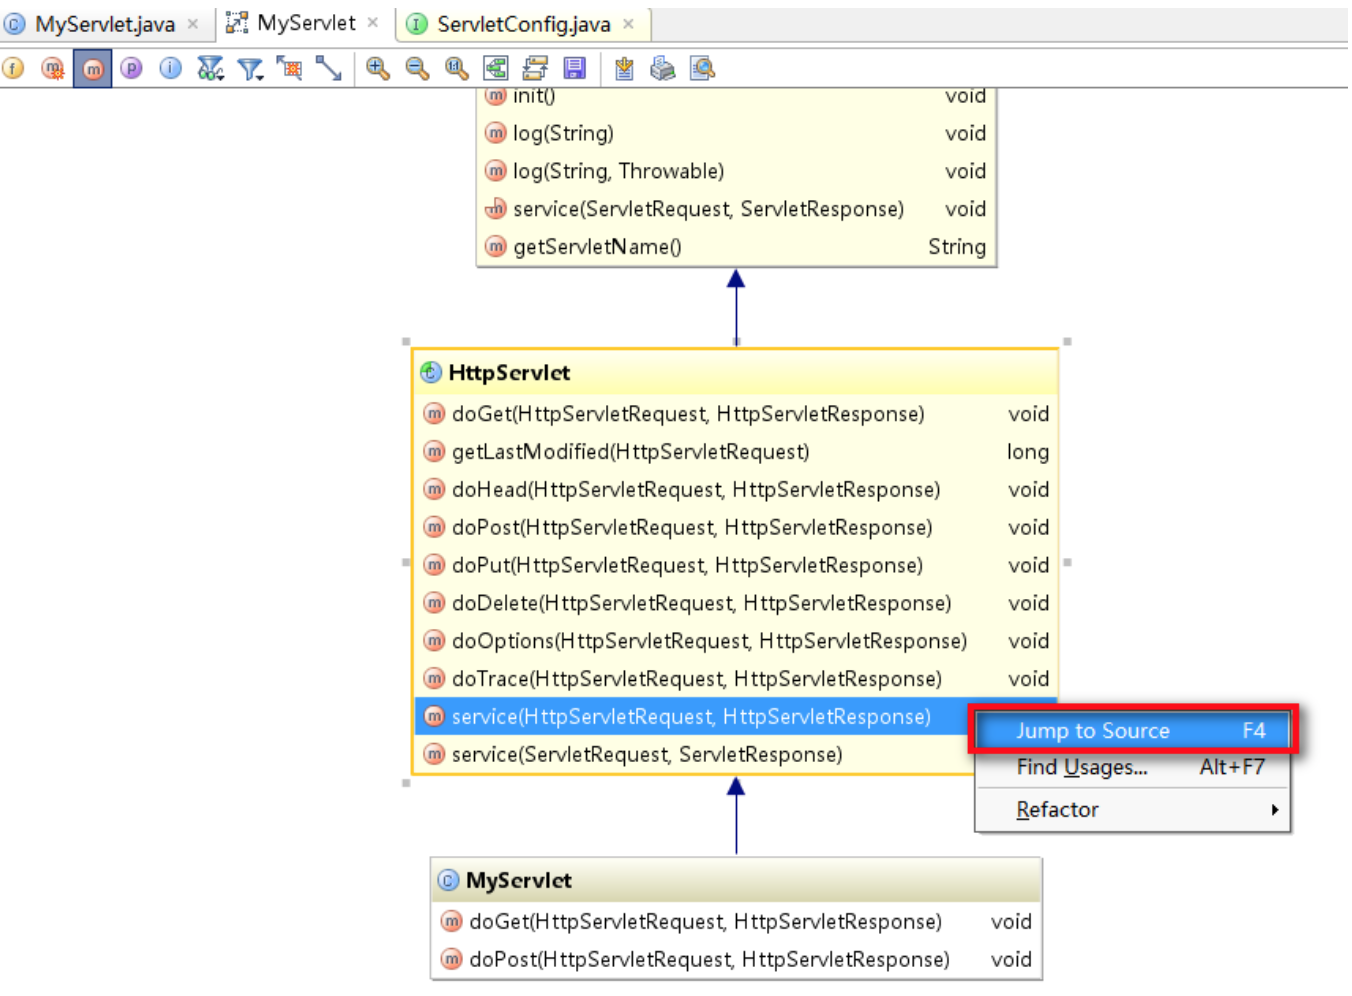 MyServlet.java
MyServlet
ServletConfig.java
init() void
log(String) void
log(String, Throwable) void
service(ServletRequest, ServletResponse) void
getServletName() String
HttpServlet
doGet(HttpServletRequest, HttpServletResponse) void
getLastModified(HttpServletRequest) long
doHead(HttpServletRequest, HttpServletResponse) void
doPost(HttpServletRequest, HttpServletResponse) void
doPut(HttpServletRequest, HttpServletResponse) void
doDelete(HttpServletRequest, HttpServletResponse) void
doOptions(HttpServletRequest, HttpServletResponse) void
doTrace(HttpServletRequest, HttpServletResponse) void
service(HttpServletRequest, HttpServletResponse)
service(ServletRequest, ServletResponse)
Jump to Source F4
Find Usages... Alt+F7
Refactor
MyServlet
doGet(HttpServletRequest, HttpServletResponse) void
doPost(HttpServletRequest, HttpServletResponse) void